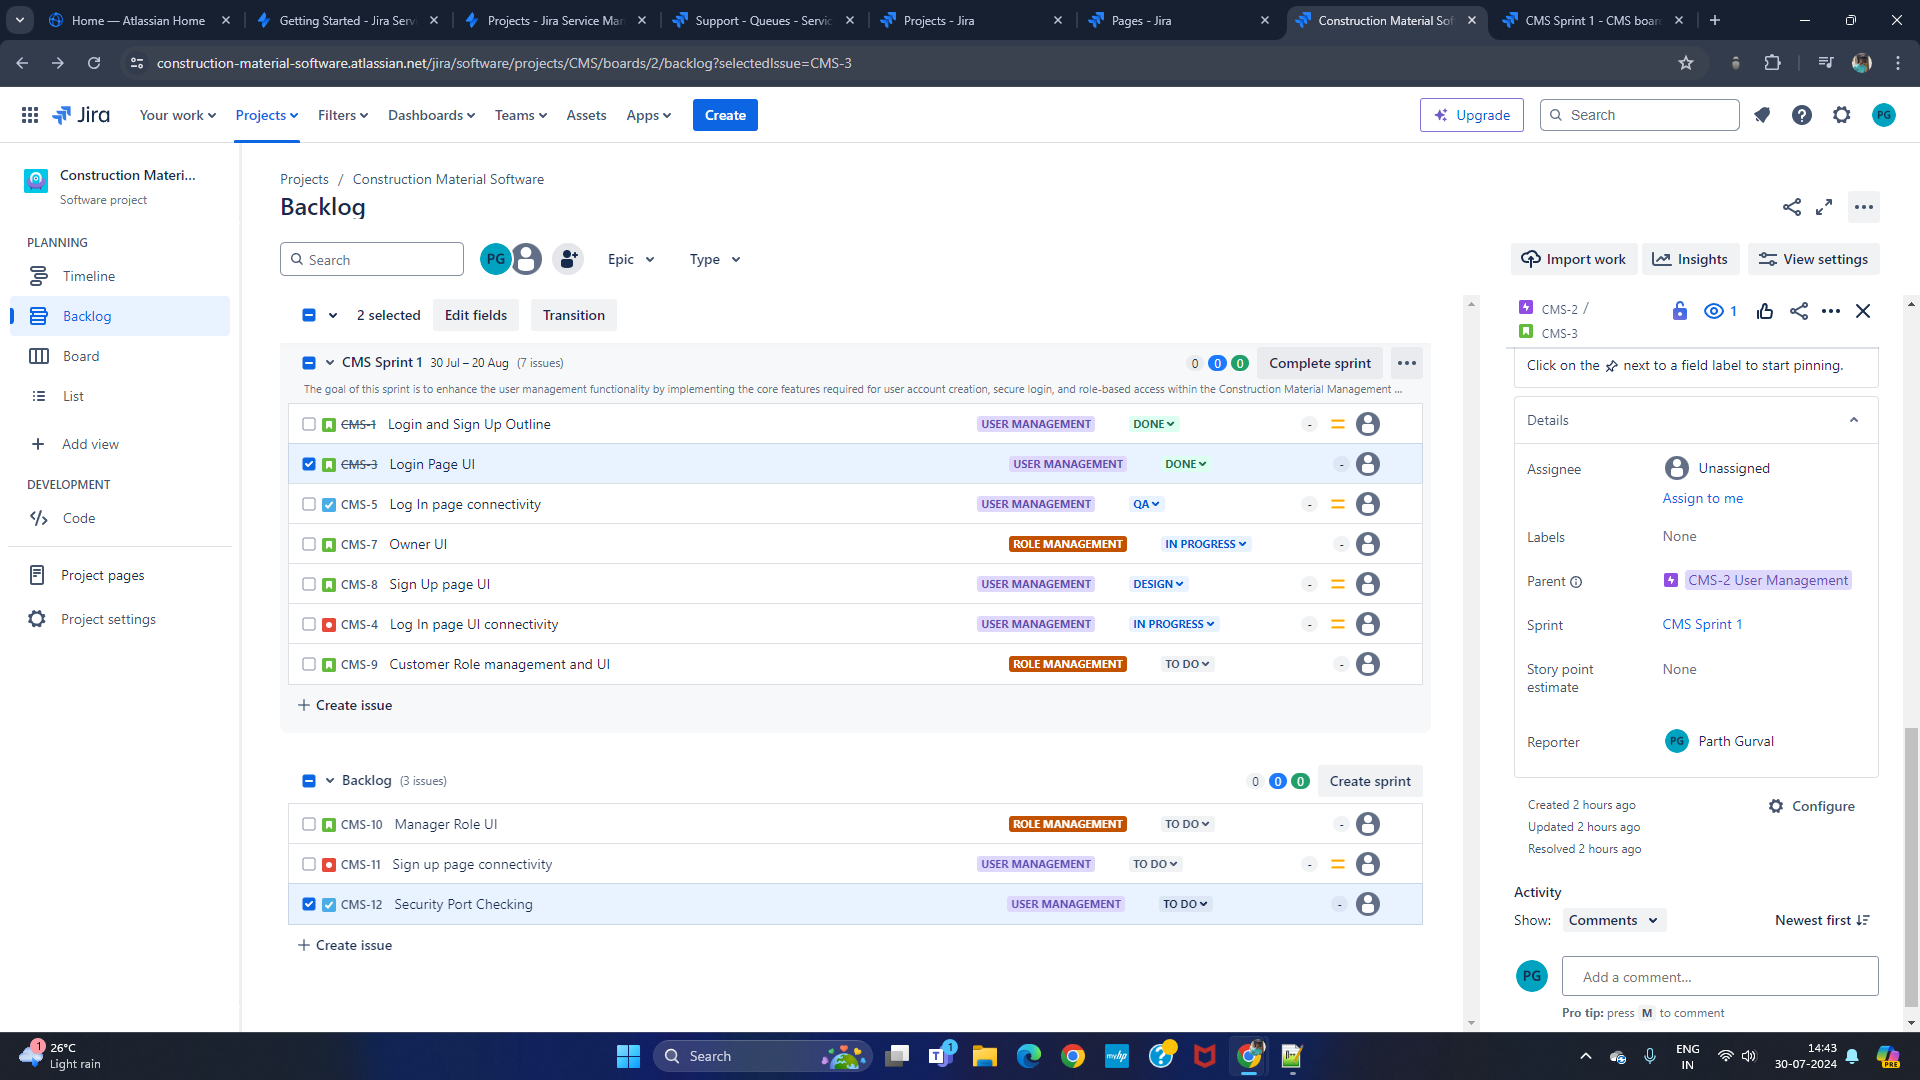 Home — Atlassian Home
Getting Started - Jira Serv
Projects - Jira Service Man
Support - Queues - Servic
Projects - Jira
Pages - Jira
Construction Material Sof
CMS Sprint 1 - CMS board
construction-material-software.atlassian.net/jira/software/projects/CMS/boards/2/backlog?selectedIssue=CMS-3
Jira
Your work
Projects
Filters
Dashboards
Teams
Assets
Apps
Create
Upgrade
Search
PG
Construction Materi...
Software project
PLANNING
Timeline
Backlog
Board
List
Add view
DEVELOPMENT
Code
Project pages
Project settings
Projects / Construction Material Software
Backlog
Search
PG
Epic
Type
Import work
Insights
View settings
2 selected
Edit fields
Transition
CMS Sprint 1 30 Jul – 20 Aug (7 issues)
0 0 0
Complete sprint
The goal of this sprint is to enhance the user management functionality by implementing the core features required for user account creation, secure login, and role-based access within the Construction Material Management ...
CMS-1 Login and Sign Up Outline USER MANAGEMENT DONE -
CMS-3 Login Page UI USER MANAGEMENT DONE -
CMS-5 Log In page connectivity USER MANAGEMENT QA -
CMS-7 Owner UI ROLE MANAGEMENT IN PROGRESS -
CMS-8 Sign Up page UI USER MANAGEMENT DESIGN -
CMS-4 Log In page UI connectivity USER MANAGEMENT IN PROGRESS -
CMS-9 Customer Role management and UI ROLE MANAGEMENT TO DO -
+ Create issue
Backlog (3 issues)
0 0 0
Create sprint
CMS-10 Manager Role UI ROLE MANAGEMENT TO DO -
CMS-11 Sign up page connectivity USER MANAGEMENT TO DO -
CMS-12 Security Port Checking USER MANAGEMENT TO DO -
+ Create issue
CMS-2 /
CMS-3
1
Click on the next to a field label to start pinning.
Details
Assignee Unassigned
Assign to me
Labels None
Parent CMS-2 User Management
Sprint CMS Sprint 1
Story point estimate None
Reporter PG Parth Gurval
Created 2 hours ago
Configure
Updated 2 hours ago
Resolved 2 hours ago
Activity
Show: Comments
Newest first
PG
Add a comment...
Pro tip: press M to comment
1
26°C
Light rain
Search
1
ENG
IN
14:43
30-07-2024